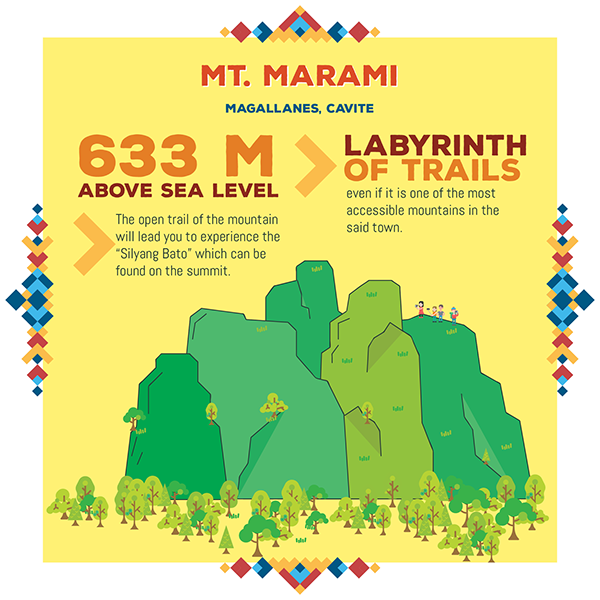 MT. MARAMI
MAGALLANES, CAVITE
633 M
ABOVE SEA LEVEL
The open trail of the mountain
will lead you to experience the
“Silyang Bato” which can be
found on the summit.
LABYRINTH
OF TRAILS
even if it is one of the most
accessible mountains in the
said town.